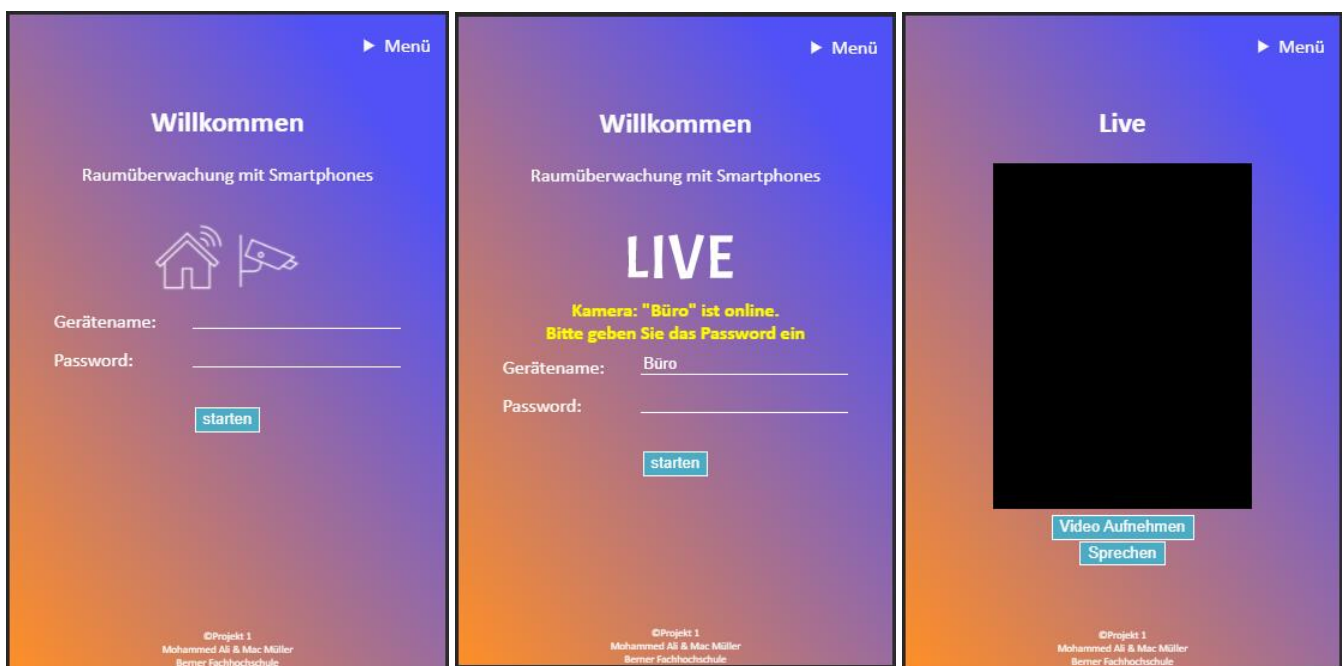 ▶ Menü
Willkommen
Raumüberwachung mit Smartphones
Gerätename:
Password:
starten
©Projekt 1
Mohammed Ali & Mac Müller
Berner Fachhochschule
▶ Menü
Willkommen
Raumüberwachung mit Smartphones
LIVE
Kamera: "Büro" ist online.
Bitte geben Sie das Password ein
Gerätename: Büro
Password:
starten
©Projekt 1
Mohammed Ali & Mac Müller
Berner Fachhochschule
▶ Menü
Live
Video Aufnehmen
Sprechen
©Projekt 1
Mohammed Ali & Mac Müller
Berner Fachhochschule